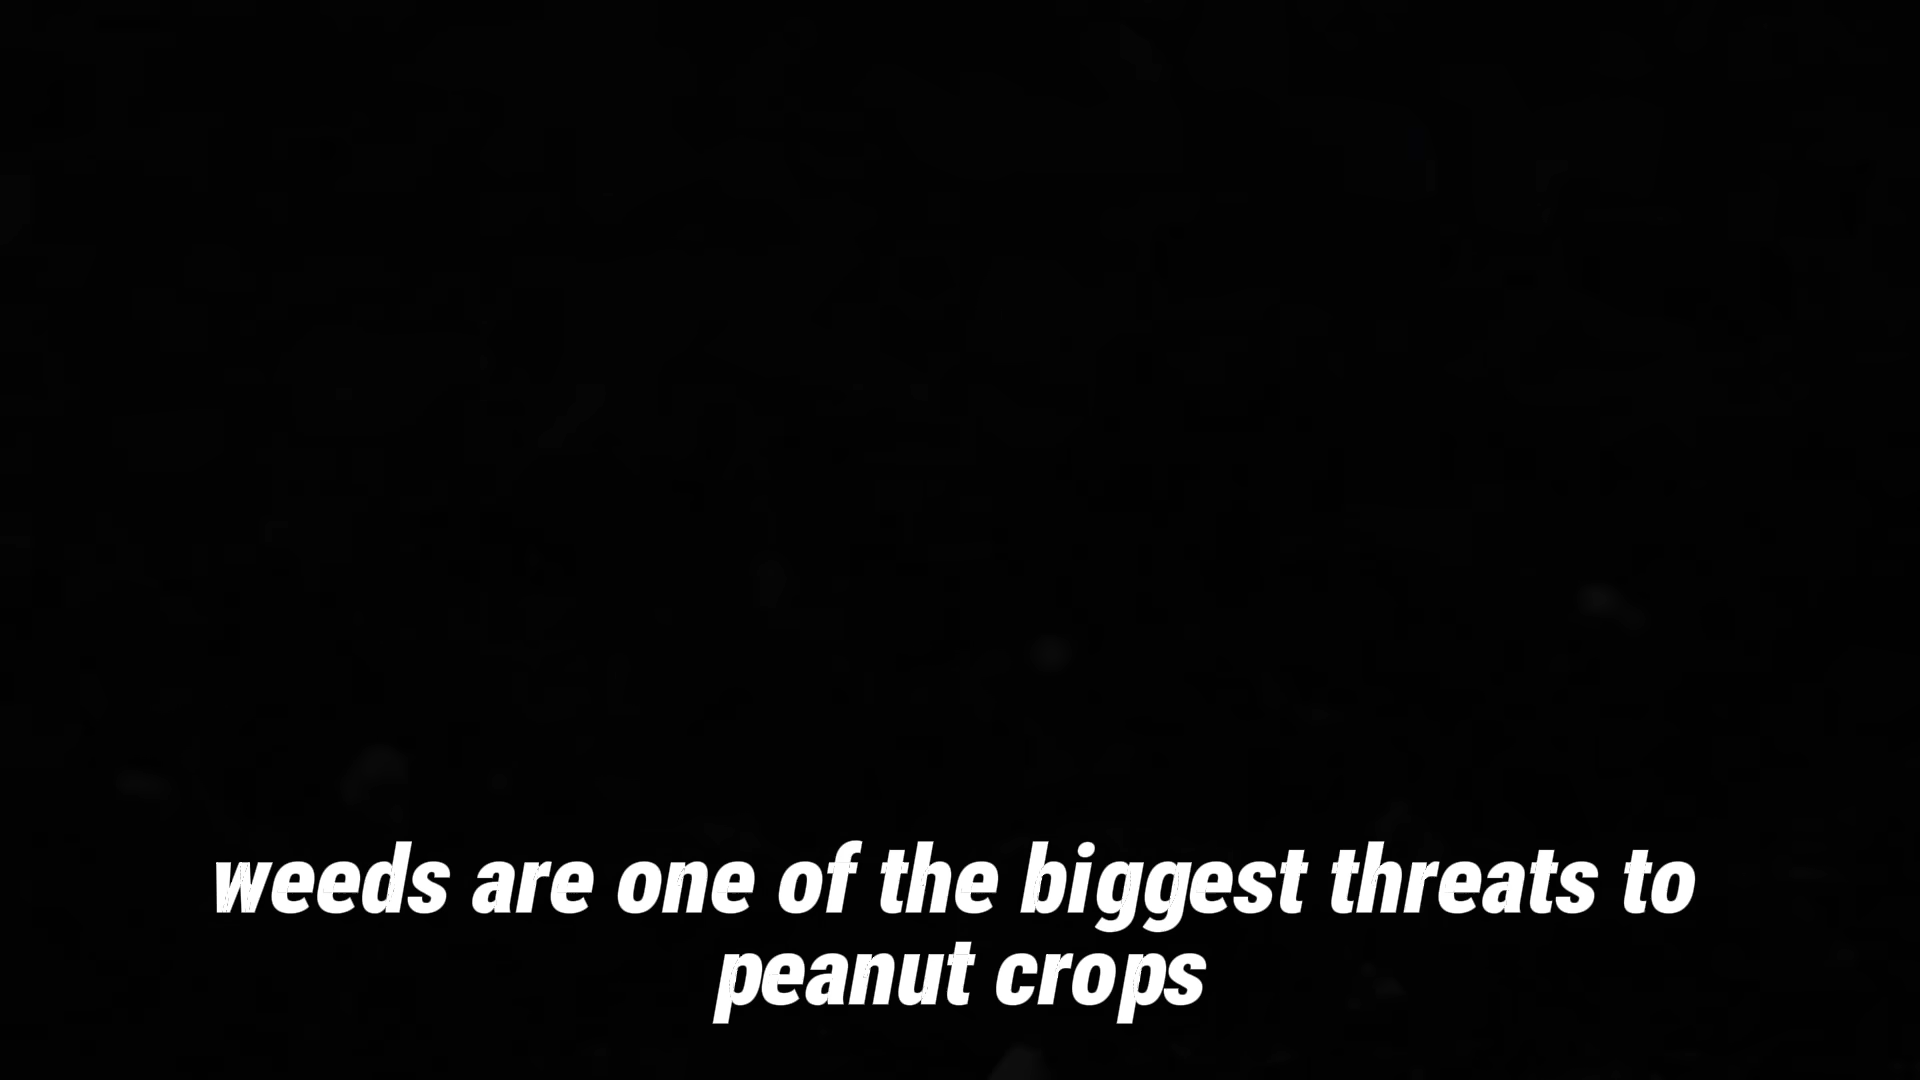 weeds are one of the biggest threats to
peanut crops